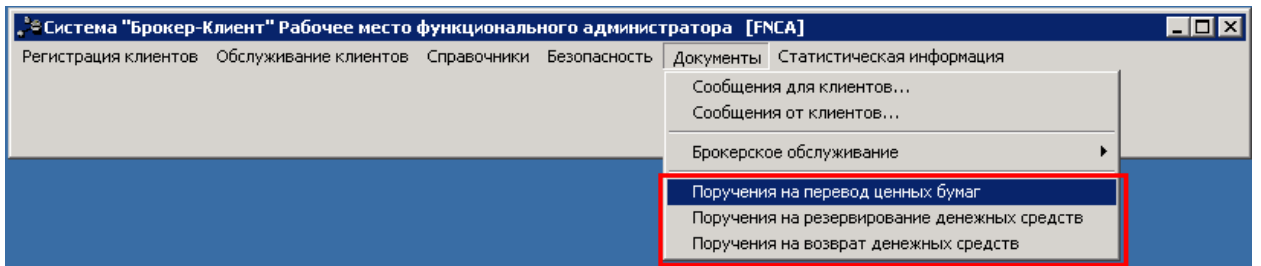 Система "Брокер-Клиент" Рабочее место функционального администратора [FNCA]
Регистрация клиентов Обслуживание клиентов Справочники Безопасность Документы Статистическая информация
Сообщения для клиентов...
Сообщения от клиентов...
Брокерское обслуживание
Поручения на перевод ценных бумаг
Поручения на резервирование денежных средств
Поручения на возврат денежных средств